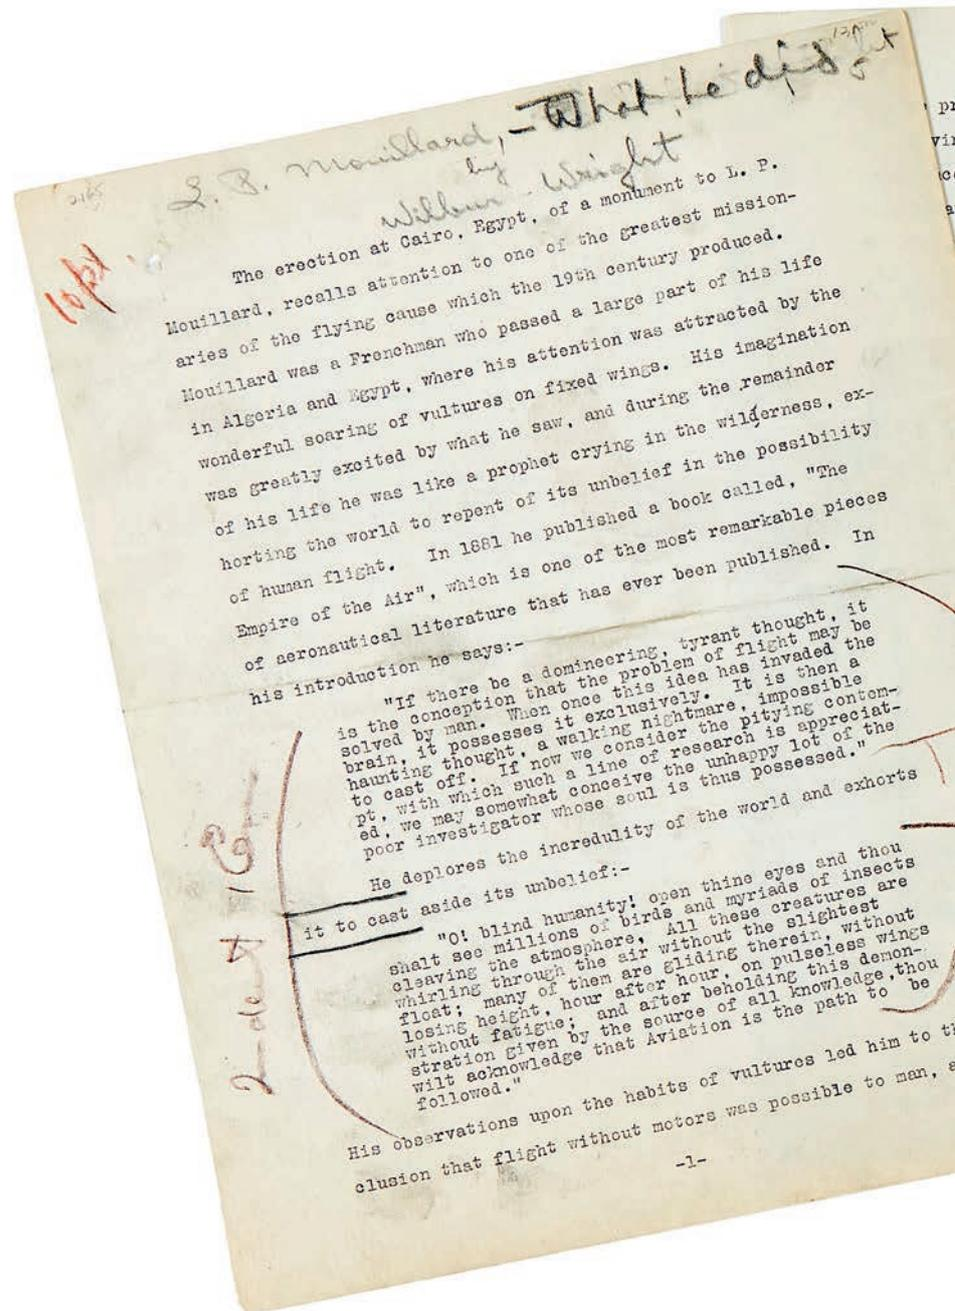 L. P. Mouillard, — What he did
by
Wilbur Wright
10 pt
The erection at Cairo, Egypt, of a monument to L. P.
Mouillard, recalls attention to one of the greatest mission-
aries of the flying cause which the 19th century produced.
Mouillard was a Frenchman who passed a large part of his life
in Algeria and Egypt, where his attention was attracted by the
wonderful soaring of vultures on fixed wings. His imagination
was greatly excited by what he saw, and during the remainder
of his life he was like a prophet crying in the wilderness, ex-
horting the world to repent of its unbelief in the possibility
of human flight. In 1881 he published a book called, "The
Empire of the Air", which is one of the most remarkable pieces
of aeronautical literature that has ever been published. In
his introduction he says:-
"If there be a domineering, tyrant thought, it
is the conception that the problem of flight may be
solved by man. When once this idea has invaded the
brain, it possesses it exclusively. It is then a
haunting thought, a walking nightmare, impossible
to cast off. If now we consider the pitying contem-
pt, with which such a line of research is appreciat-
ed, we may somewhat conceive the unhappy lot of the
poor investigator whose soul is thus possessed."
He deplores the incredulity of the world and exhorts
it to cast aside its unbelief:-
"O! blind humanity! open thine eyes and thou
shalt see millions of birds and myriads of insects
cleaving the atmosphere, All these creatures are
whirling through the air without the slightest
float; many of them are gliding therein, without
losing height, hour after hour, on pulseless wings
without fatigue; and after beholding this demon-
stration given by the source of all knowledge,thou
wilt acknowledge that Aviation is the path to be
followed."
His observations upon the habits of vultures led him to th
clusion that flight without motors was possible to man, a
-1-